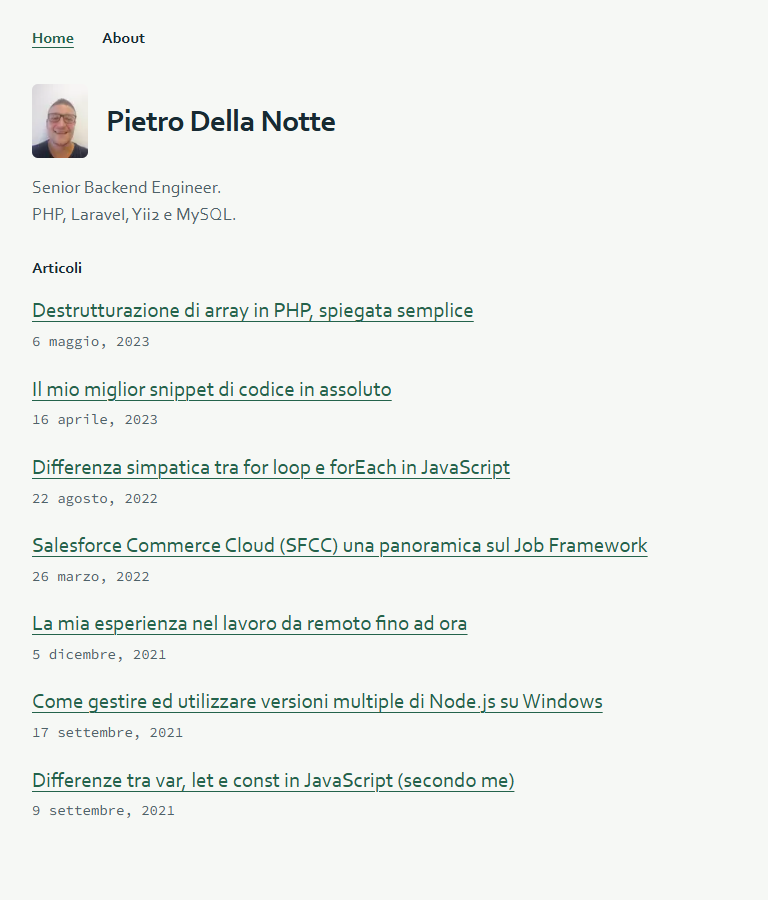 Home About
Pietro Della Notte
Senior Backend Engineer.
PHP, Laravel, Yii2 e MySQL.
Articoli
Destrutturazione di array in PHP, spiegata semplice
6 maggio, 2023
Il mio miglior snippet di codice in assoluto
16 aprile, 2023
Differenza simpatica tra for loop e forEach in JavaScript
22 agosto, 2022
Salesforce Commerce Cloud (SFCC) una panoramica sul Job Framework
26 marzo, 2022
La mia esperienza nel lavoro da remoto fino ad ora
5 dicembre, 2021
Come gestire ed utilizzare versioni multiple di Node.js su Windows
17 settembre, 2021
Differenze tra var, let e const in JavaScript (secondo me)
9 settembre, 2021